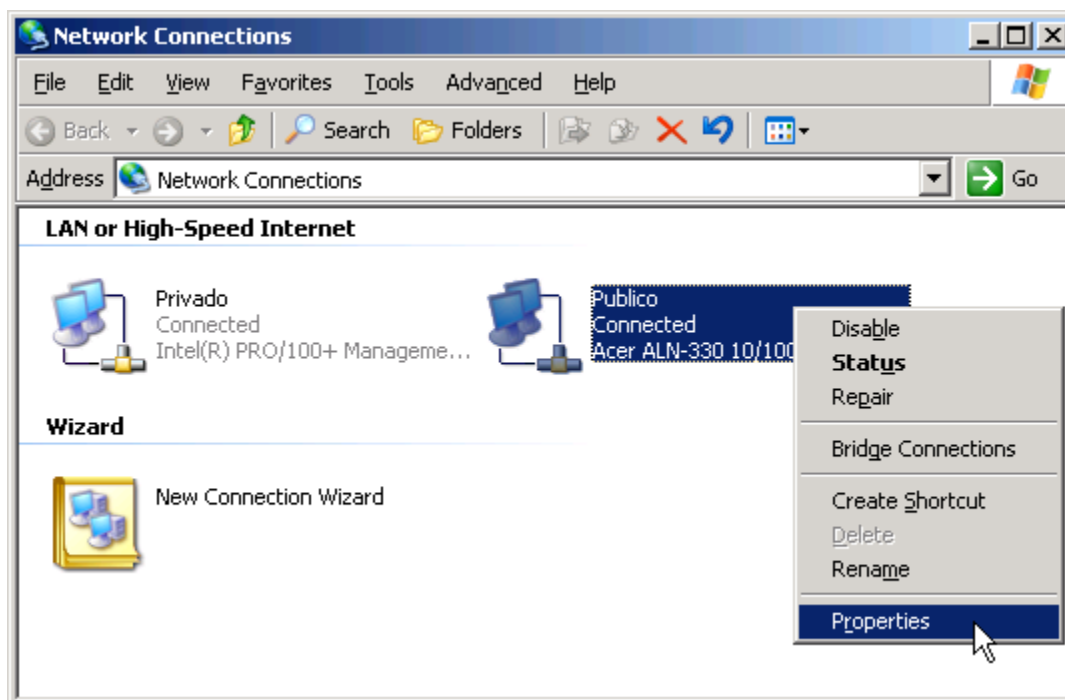 Network Connections
File Edit View Favorites Tools Advanced Help
Back Search Folders
Address Network Connections Go
LAN or High-Speed Internet
Privado
Connected
Intel(R) PRO/100+ Manageme...
Publico
Connected
Acer ALN-330 10/100
Disable
Status
Repair
Bridge Connections
Create Shortcut
Delete
Rename
Properties
Wizard
New Connection Wizard